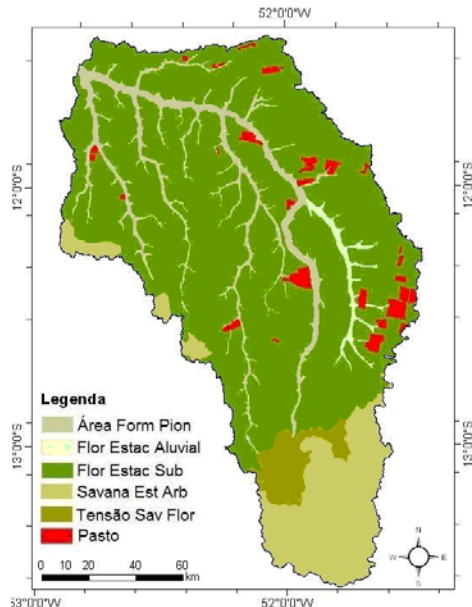 52°0'0"W
12°0'0"S
12°0'0"S
Legenda
Área Form Pion
Flor Estac Aluvial
Flor Estac Sub
Savana Est Arb
Tensão Sav Flor
Pasto
13°0'0"S
13°0'0"S
0 10 20 40 60
km
N
W E
S
53°0'0"W
52°0'0"W